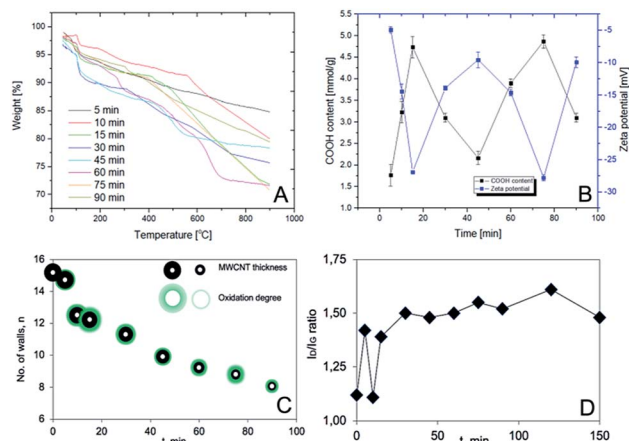 Weight [%]
100
95
90
85
80
75
70
5 min
10 min
15 min
30 min
45 min
60 min
75 min
90 min
A
0 200 400 600 800 1000
Temperature [°C]
COOH content [mmol/g]
5.0
4.5
4.0
3.5
3.0
2.5
2.0
1.5
1.0
B
COOH content
Zeta potential
-5
-10
-15
-20
-25
-30
Zeta potential [mV]
0 10 20 30 40 50 60 70 80 90 100
Time [min]
No. of walls, n
16
14
12
10
8
6
MWCNT thickness
Oxidation degree
C
0 20 40 60 80 100
t, min
ID/IG ratio
1,75
1,50
1,25
1,00
D
0 50 100 150
t, min